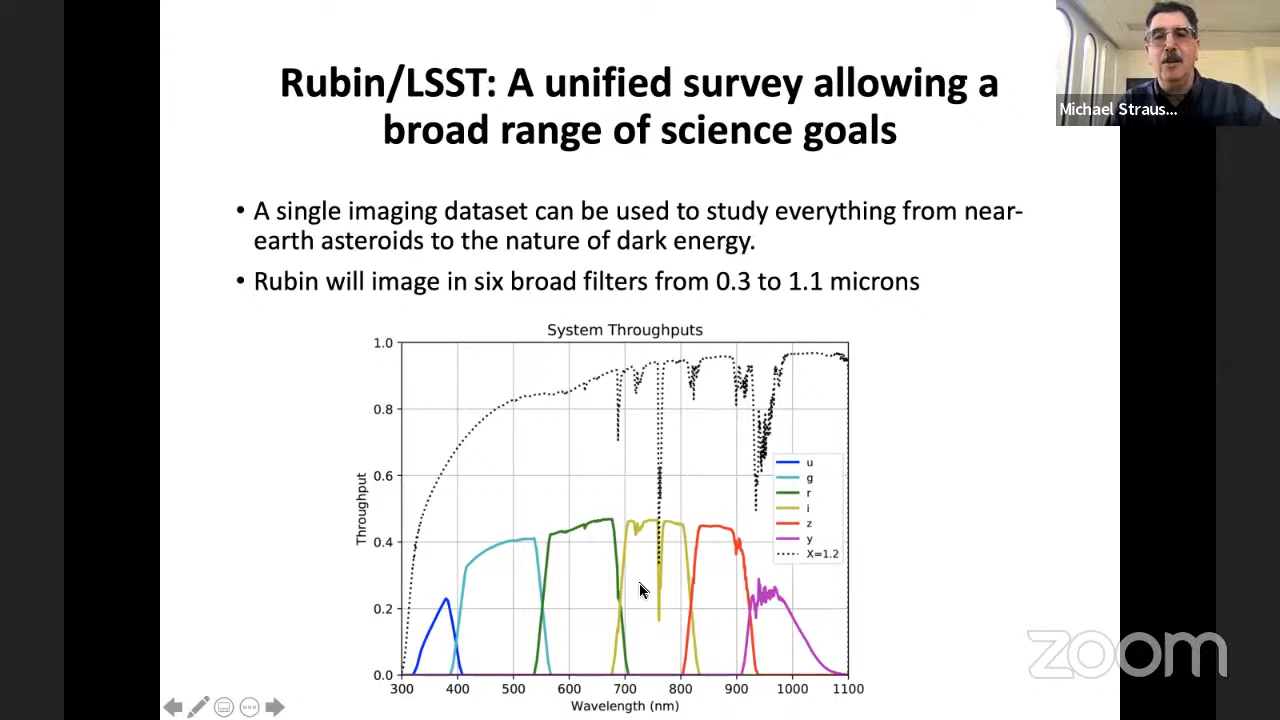 Rubin/LSST: A unified survey allowing a
broad range of science goals
Michael Straus...
• A single imaging dataset can be used to study everything from near-
earth asteroids to the nature of dark energy.
• Rubin will image in six broad filters from 0.3 to 1.1 microns
System Throughputs
1.0
0.8
0.6
0.4
0.2
0.0
Throughput
u
g
r
i
z
y
X=1.2
300 400 500 600 700 800 900 1000 1100
Wavelength (nm)
zoom